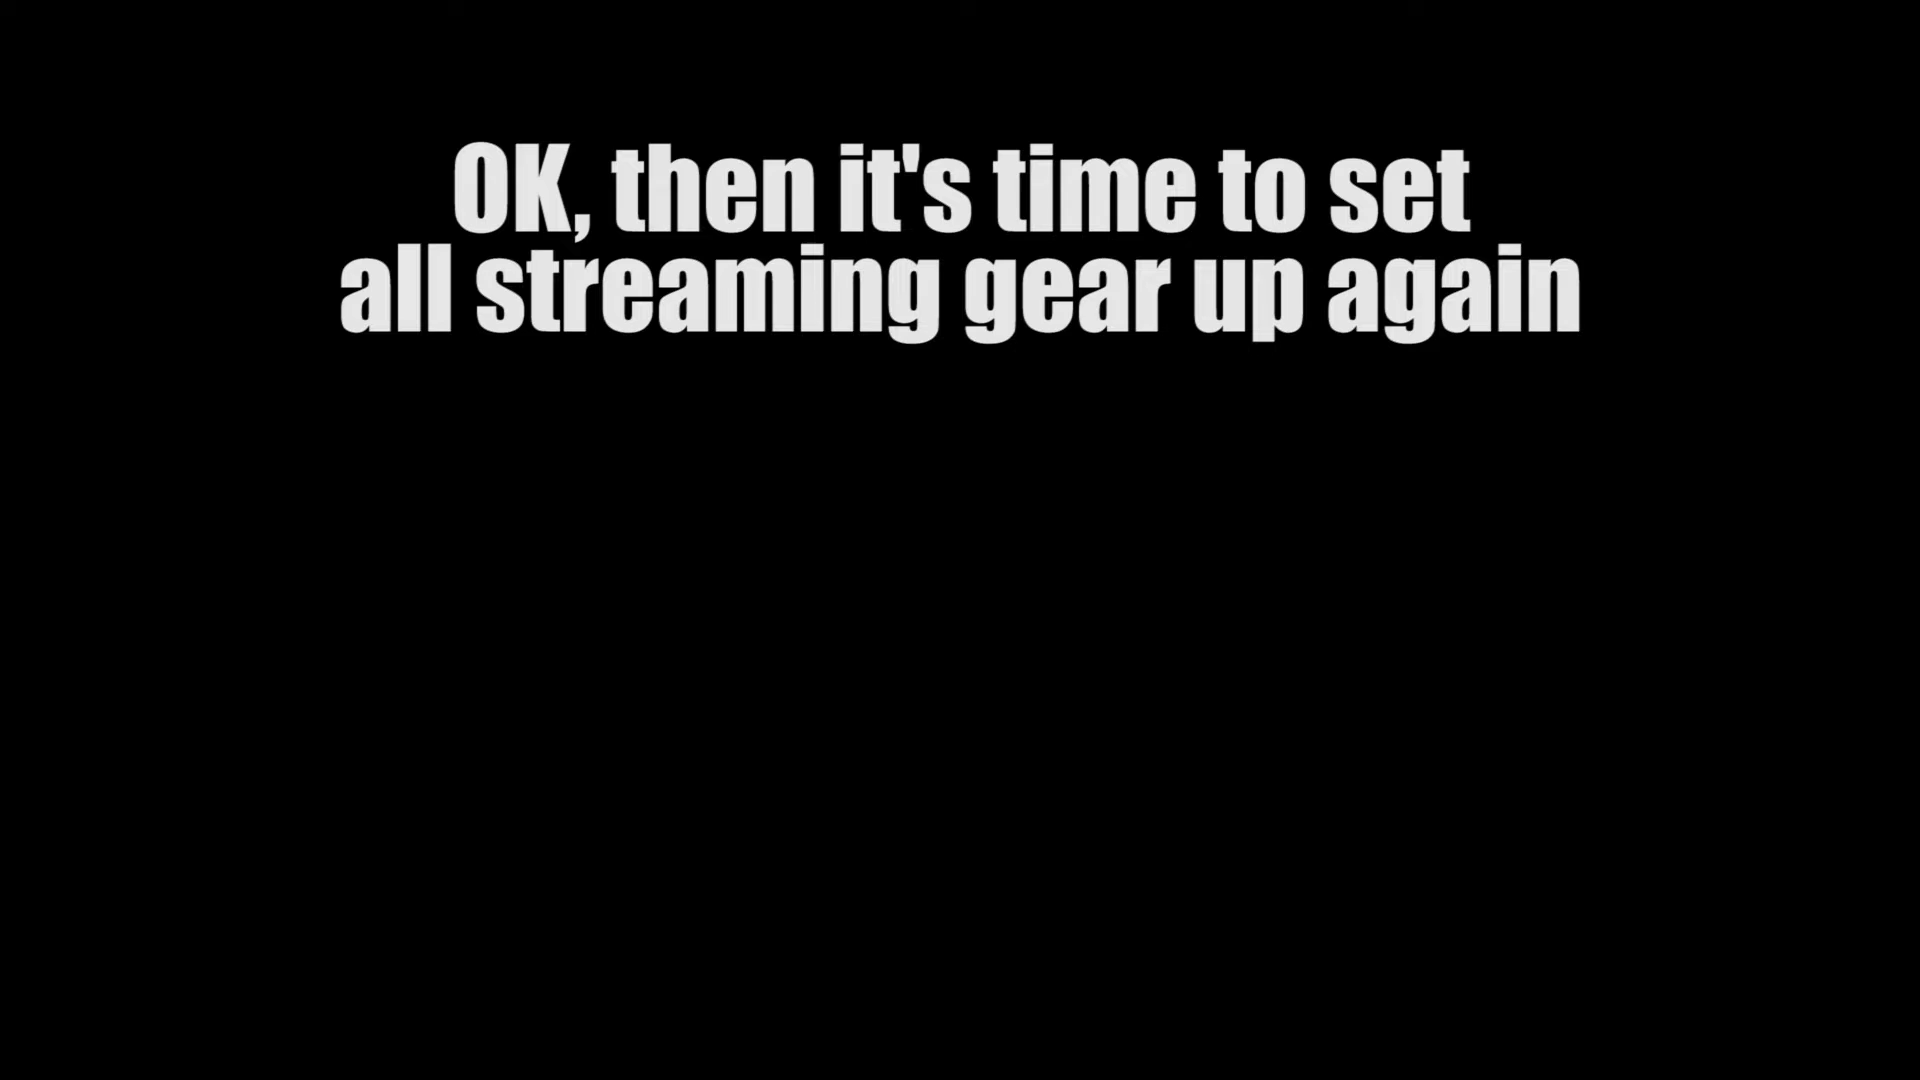 OK, then it's time to set
all streaming gear up again